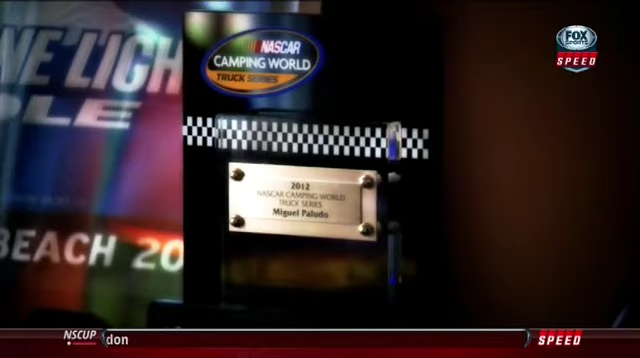 NASCAR
CAMPING WORLD
TRUCK SERIES
FOX
SPORTS
SPEED
NE LIGH
PLE
2012
NASCAR CAMPING WORLD
TRUCK SERIES
Miguel Paludo
BEACH 20
NSCUP don
SPEED